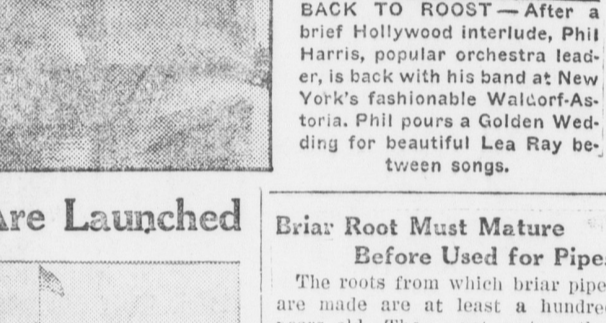 BACK TO ROOST — After a
brief Hollywood interlude, Phil
Harris, popular orchestra lead-
er, is back with his band at New
York's fashionable Waldorf-As-
toria. Phil pours a Golden Wed-
ding for beautiful Lea Ray be-
tween songs.
Are Launched
Briar Root Must Mature
Before Used for Pipe
The roots from which briar pipe
are made are at least a hundre